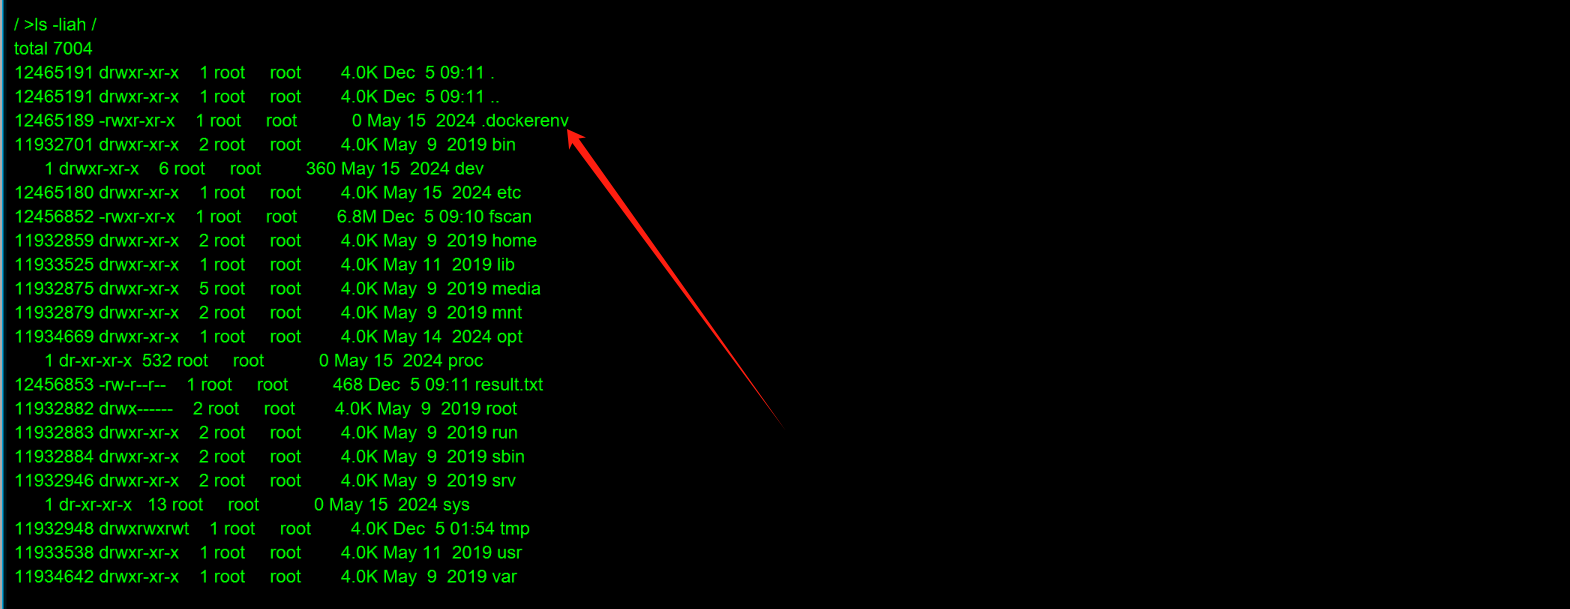 / >ls -liah /
total 7004
12465191 drwxr-xr-x    1 root     root        4.0K Dec  5 09:11 .
12465191 drwxr-xr-x    1 root     root        4.0K Dec  5 09:11 ..
12465189 -rwxr-xr-x    1 root     root           0 May 15  2024 .dockerenv
11932701 drwxr-xr-x    2 root     root        4.0K May  9  2019 bin
      1 drwxr-xr-x    6 root     root         360 May 15  2024 dev
12465180 drwxr-xr-x    1 root     root        4.0K May 15  2024 etc
12456852 -rwxr-xr-x    1 root     root        6.8M Dec  5 09:10 fscan
11932859 drwxr-xr-x    2 root     root        4.0K May  9  2019 home
11933525 drwxr-xr-x    1 root     root        4.0K May 11  2019 lib
11932875 drwxr-xr-x    5 root     root        4.0K May  9  2019 media
11932879 drwxr-xr-x    2 root     root        4.0K May  9  2019 mnt
11934669 drwxr-xr-x    1 root     root        4.0K May 14  2024 opt
      1 dr-xr-xr-x  532 root     root           0 May 15  2024 proc
12456853 -rw-r--r--    1 root     root         468 Dec  5 09:11 result.txt
11932882 drwx------    2 root     root        4.0K May  9  2019 root
11932883 drwxr-xr-x    2 root     root        4.0K May  9  2019 run
11932884 drwxr-xr-x    2 root     root        4.0K May  9  2019 sbin
11932946 drwxr-xr-x    2 root     root        4.0K May  9  2019 srv
      1 dr-xr-xr-x   13 root     root           0 May 15  2024 sys
11932948 drwxrwxrwt    1 root     root        4.0K Dec  5 01:54 tmp
11933538 drwxr-xr-x    1 root     root        4.0K May 11  2019 usr
11934642 drwxr-xr-x    1 root     root        4.0K May  9  2019 var